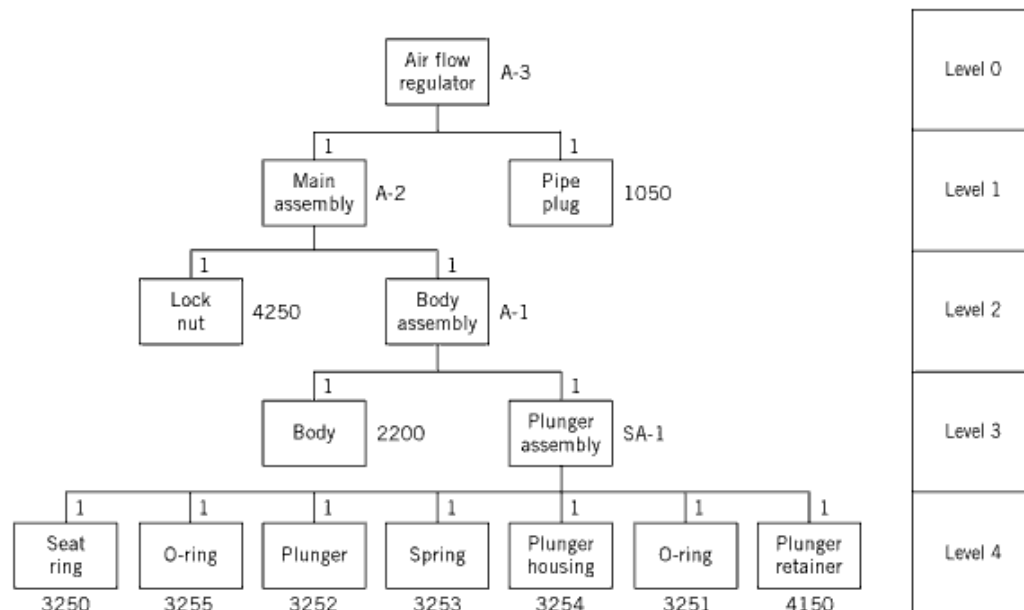 Air flow
regulator
A-3
Level 0
1
1
Main
assembly
A-2
Pipe
plug
1050
Level 1
1
1
Lock
nut
4250
Body
assembly
A-1
Level 2
1
1
Body
2200
Plunger
assembly
SA-1
Level 3
1
1
1
1
1
1
1
Seat
ring
O-ring
Plunger
Spring
Plunger
housing
O-ring
Plunger
retainer
Level 4
3250
3255
3252
3253
3254
3251
4150